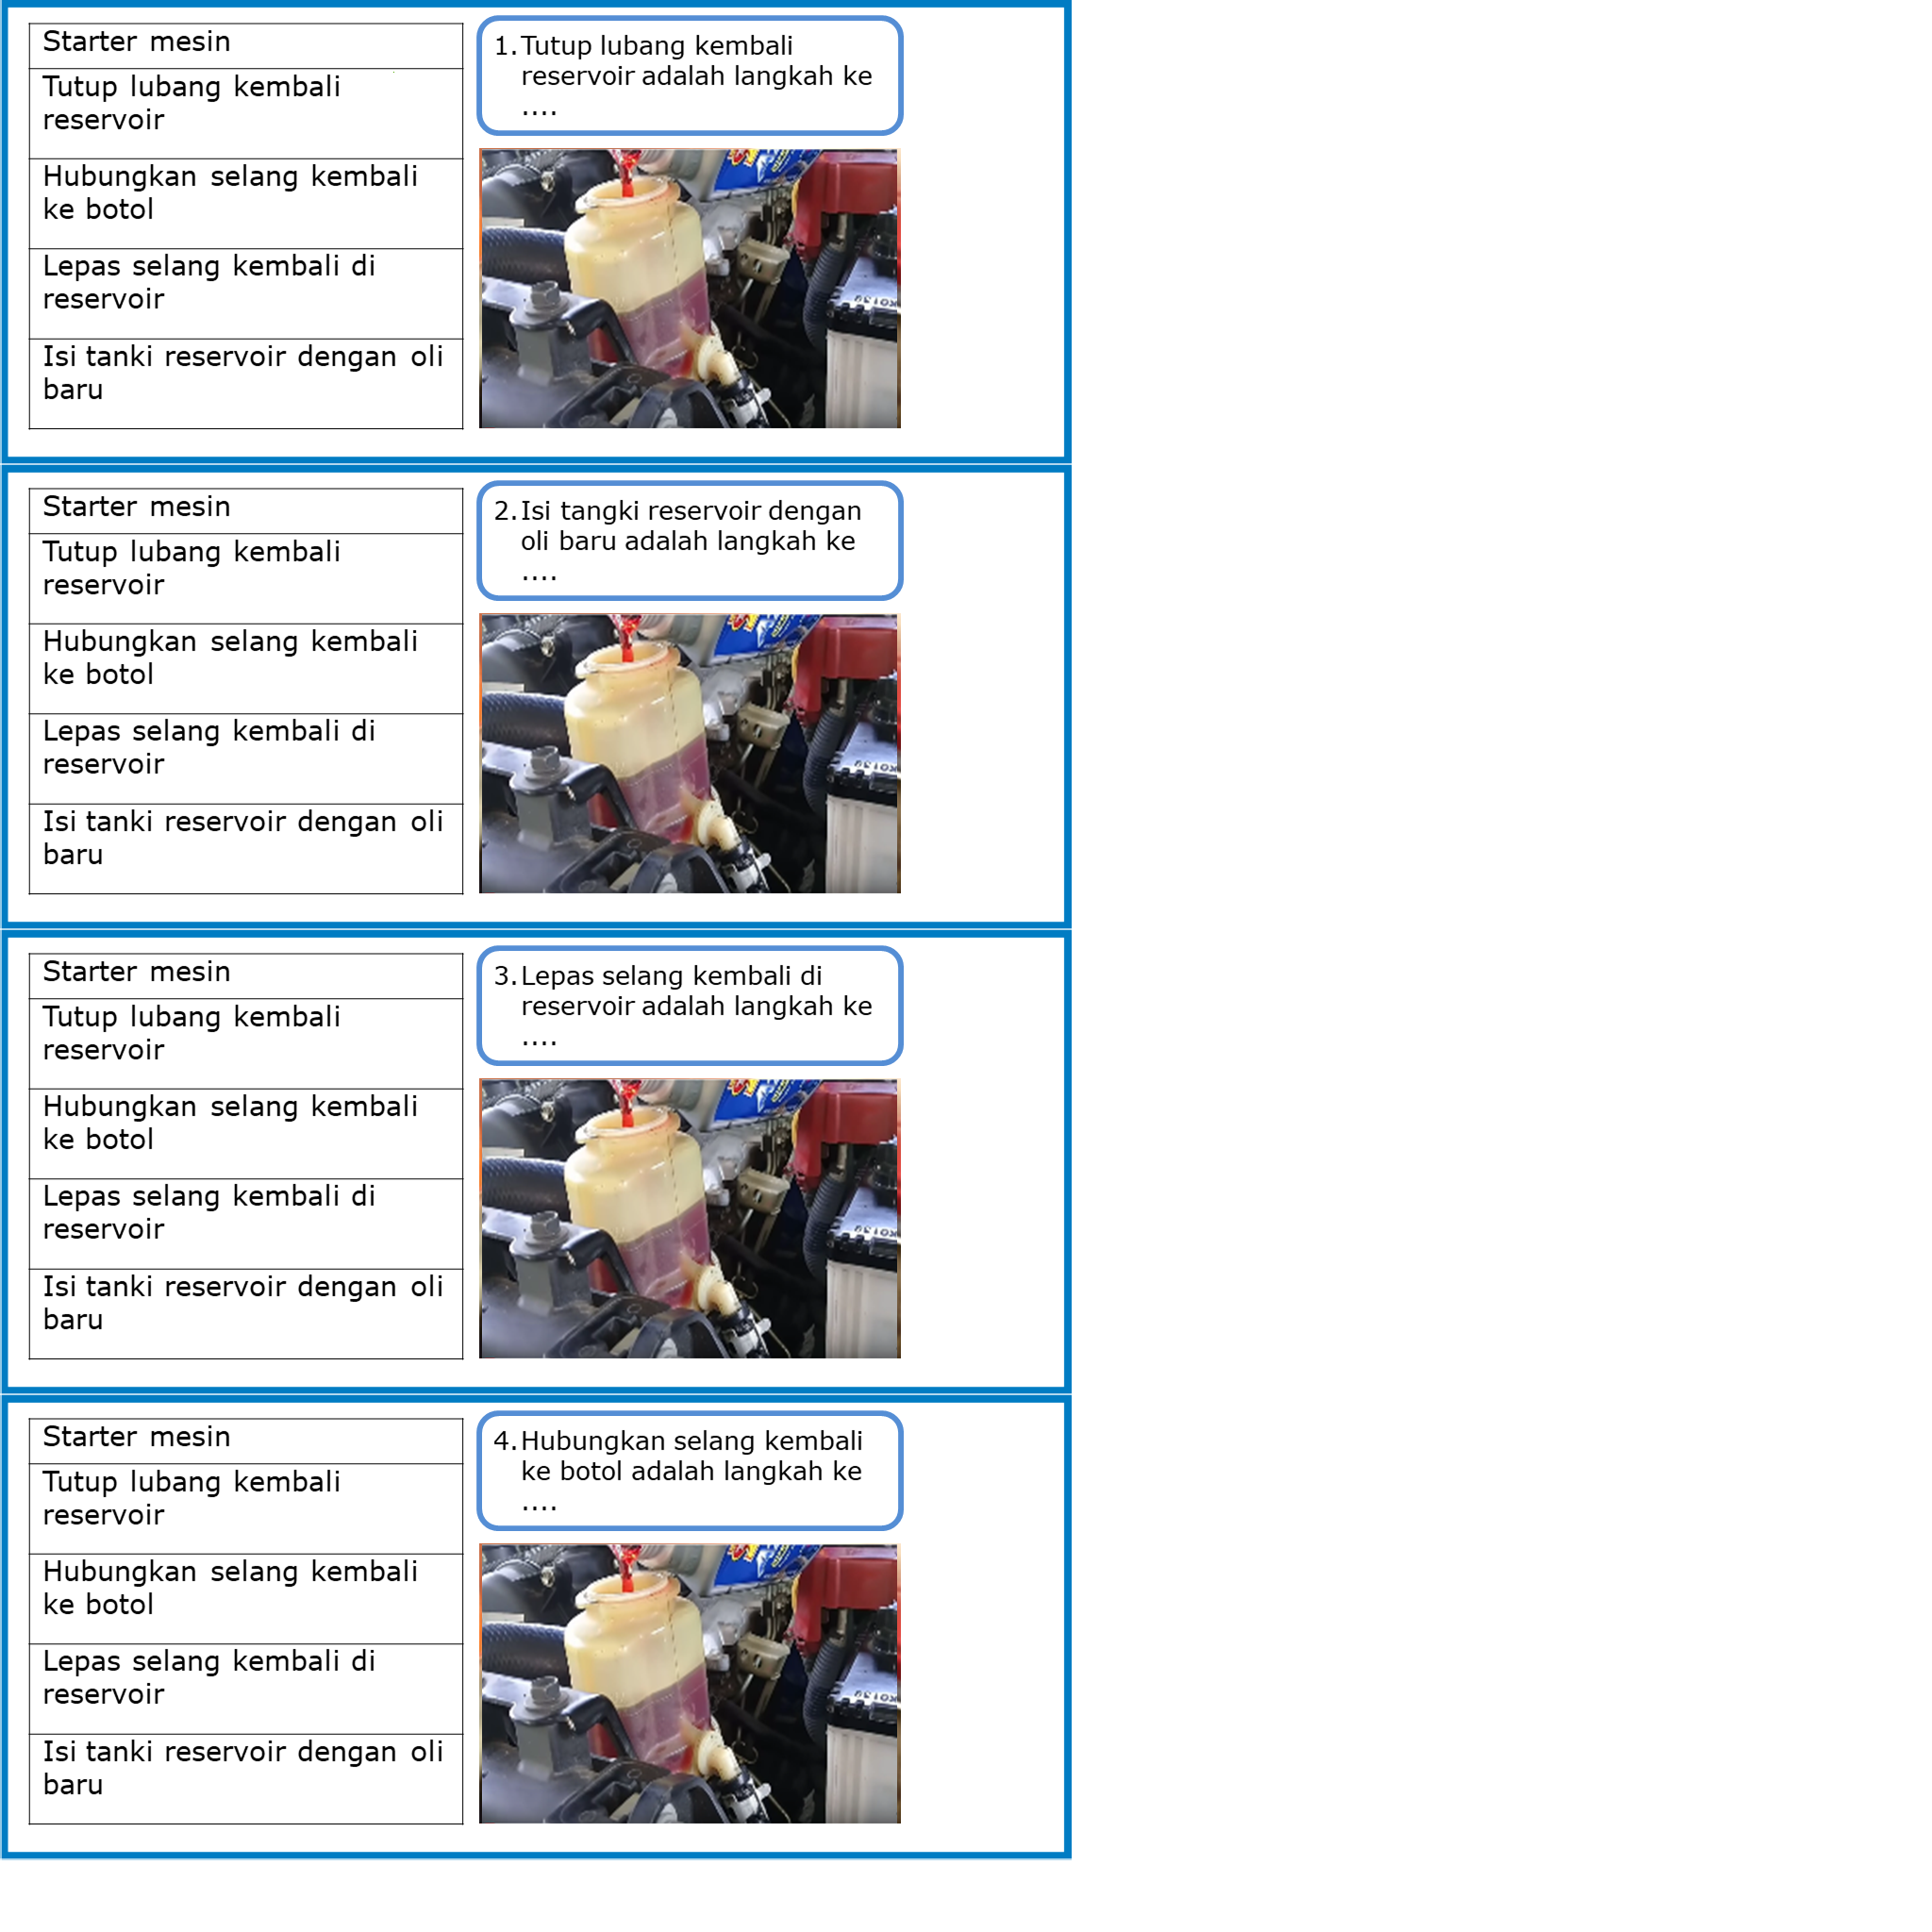 Starter mesin
Tutup lubang kembali
reservoir
Hubungkan selang kembali
ke botol
Lepas selang kembali di
reservoir
Isi tanki reservoir dengan oli
baru
1. Tutup lubang kembali
reservoir adalah langkah ke
....
Starter mesin
Tutup lubang kembali
reservoir
Hubungkan selang kembali
ke botol
Lepas selang kembali di
reservoir
Isi tanki reservoir dengan oli
baru
2. Isi tangki reservoir dengan
oli baru adalah langkah ke
....
Starter mesin
Tutup lubang kembali
reservoir
Hubungkan selang kembali
ke botol
Lepas selang kembali di
reservoir
Isi tanki reservoir dengan oli
baru
3. Lepas selang kembali di
reservoir adalah langkah ke
....
Starter mesin
Tutup lubang kembali
reservoir
Hubungkan selang kembali
ke botol
Lepas selang kembali di
reservoir
Isi tanki reservoir dengan oli
baru
4. Hubungkan selang kembali
ke botol adalah langkah ke
....